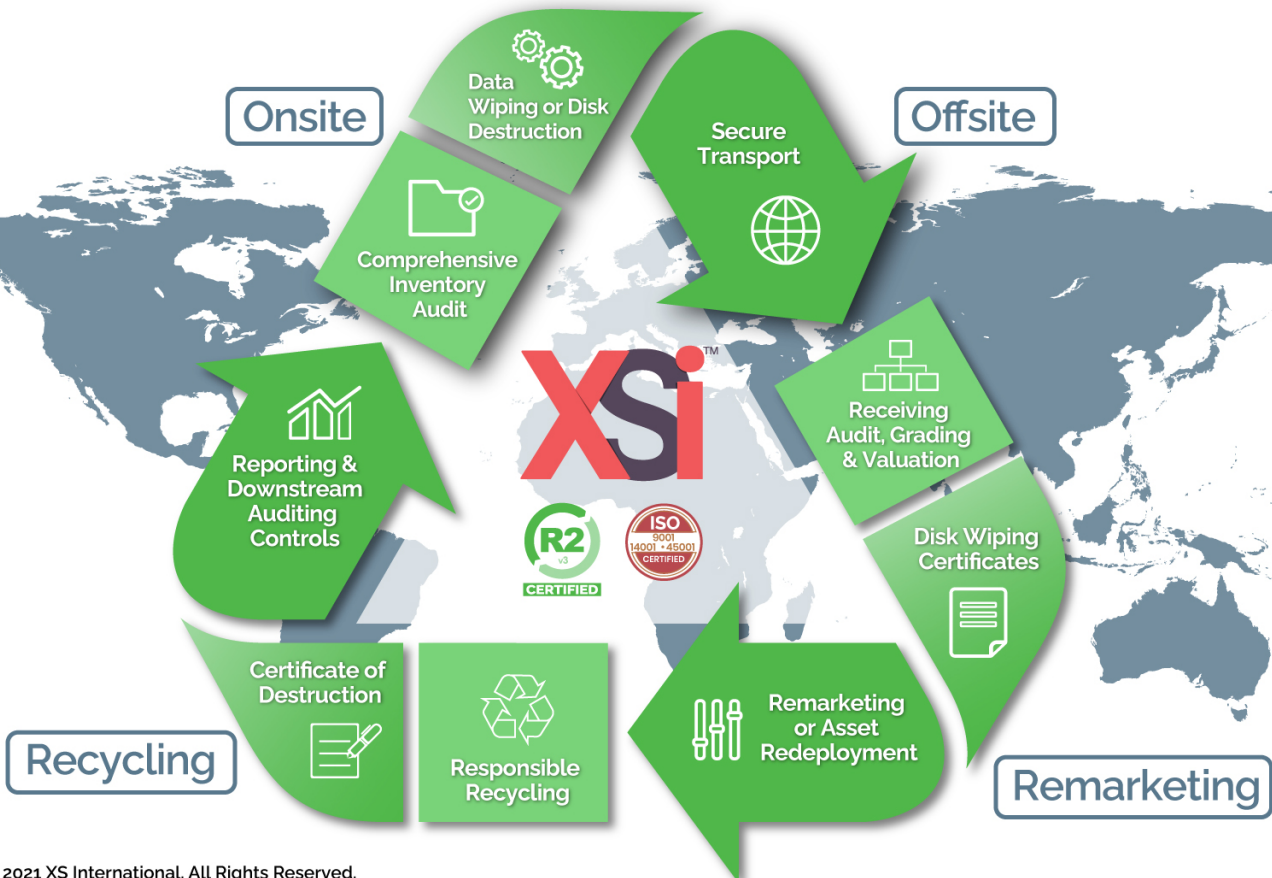 Onsite
Data
Wiping or Disk
Destruction
Comprehensive
Inventory
Audit
Secure
Transport
Offsite
Receiving
Audit, Grading
& Valuation
Disk Wiping
Certificates
Remarketing
or Asset
Redeployment
Remarketing
Responsible
Recycling
Certificate of
Destruction
Recycling
Reporting &
Downstream
Auditing
Controls
XSi™
R2
v3
CERTIFIED
ISO
9001
14001 • 45001
CERTIFIED
2021 XS International. All Rights Reserved.